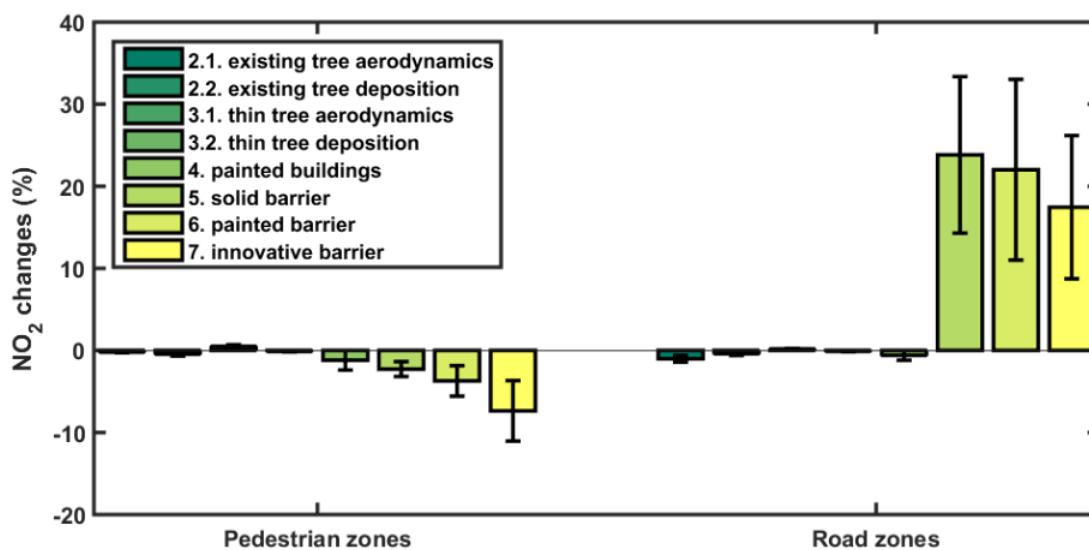 40
30
20
10
0
-10
-20
NO2 changes (%)
2.1. existing tree aerodynamics
2.2. existing tree deposition
3.1. thin tree aerodynamics
3.2. thin tree deposition
4. painted buildings
5. solid barrier
6. painted barrier
7. innovative barrier
Pedestrian zones
Road zones